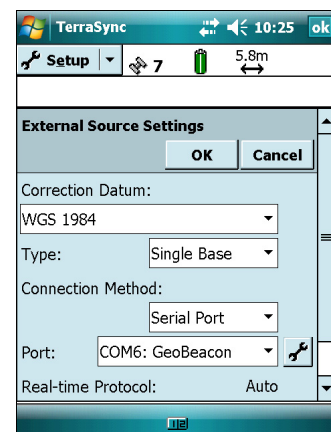 TerraSync 10:25 ok
Setup 7 5.8m
External Source Settings
OK Cancel
Correction Datum:
WGS 1984
Type: Single Base
Connection Method:
Serial Port
Port: COM6: GeoBeacon
Real-time Protocol: Auto